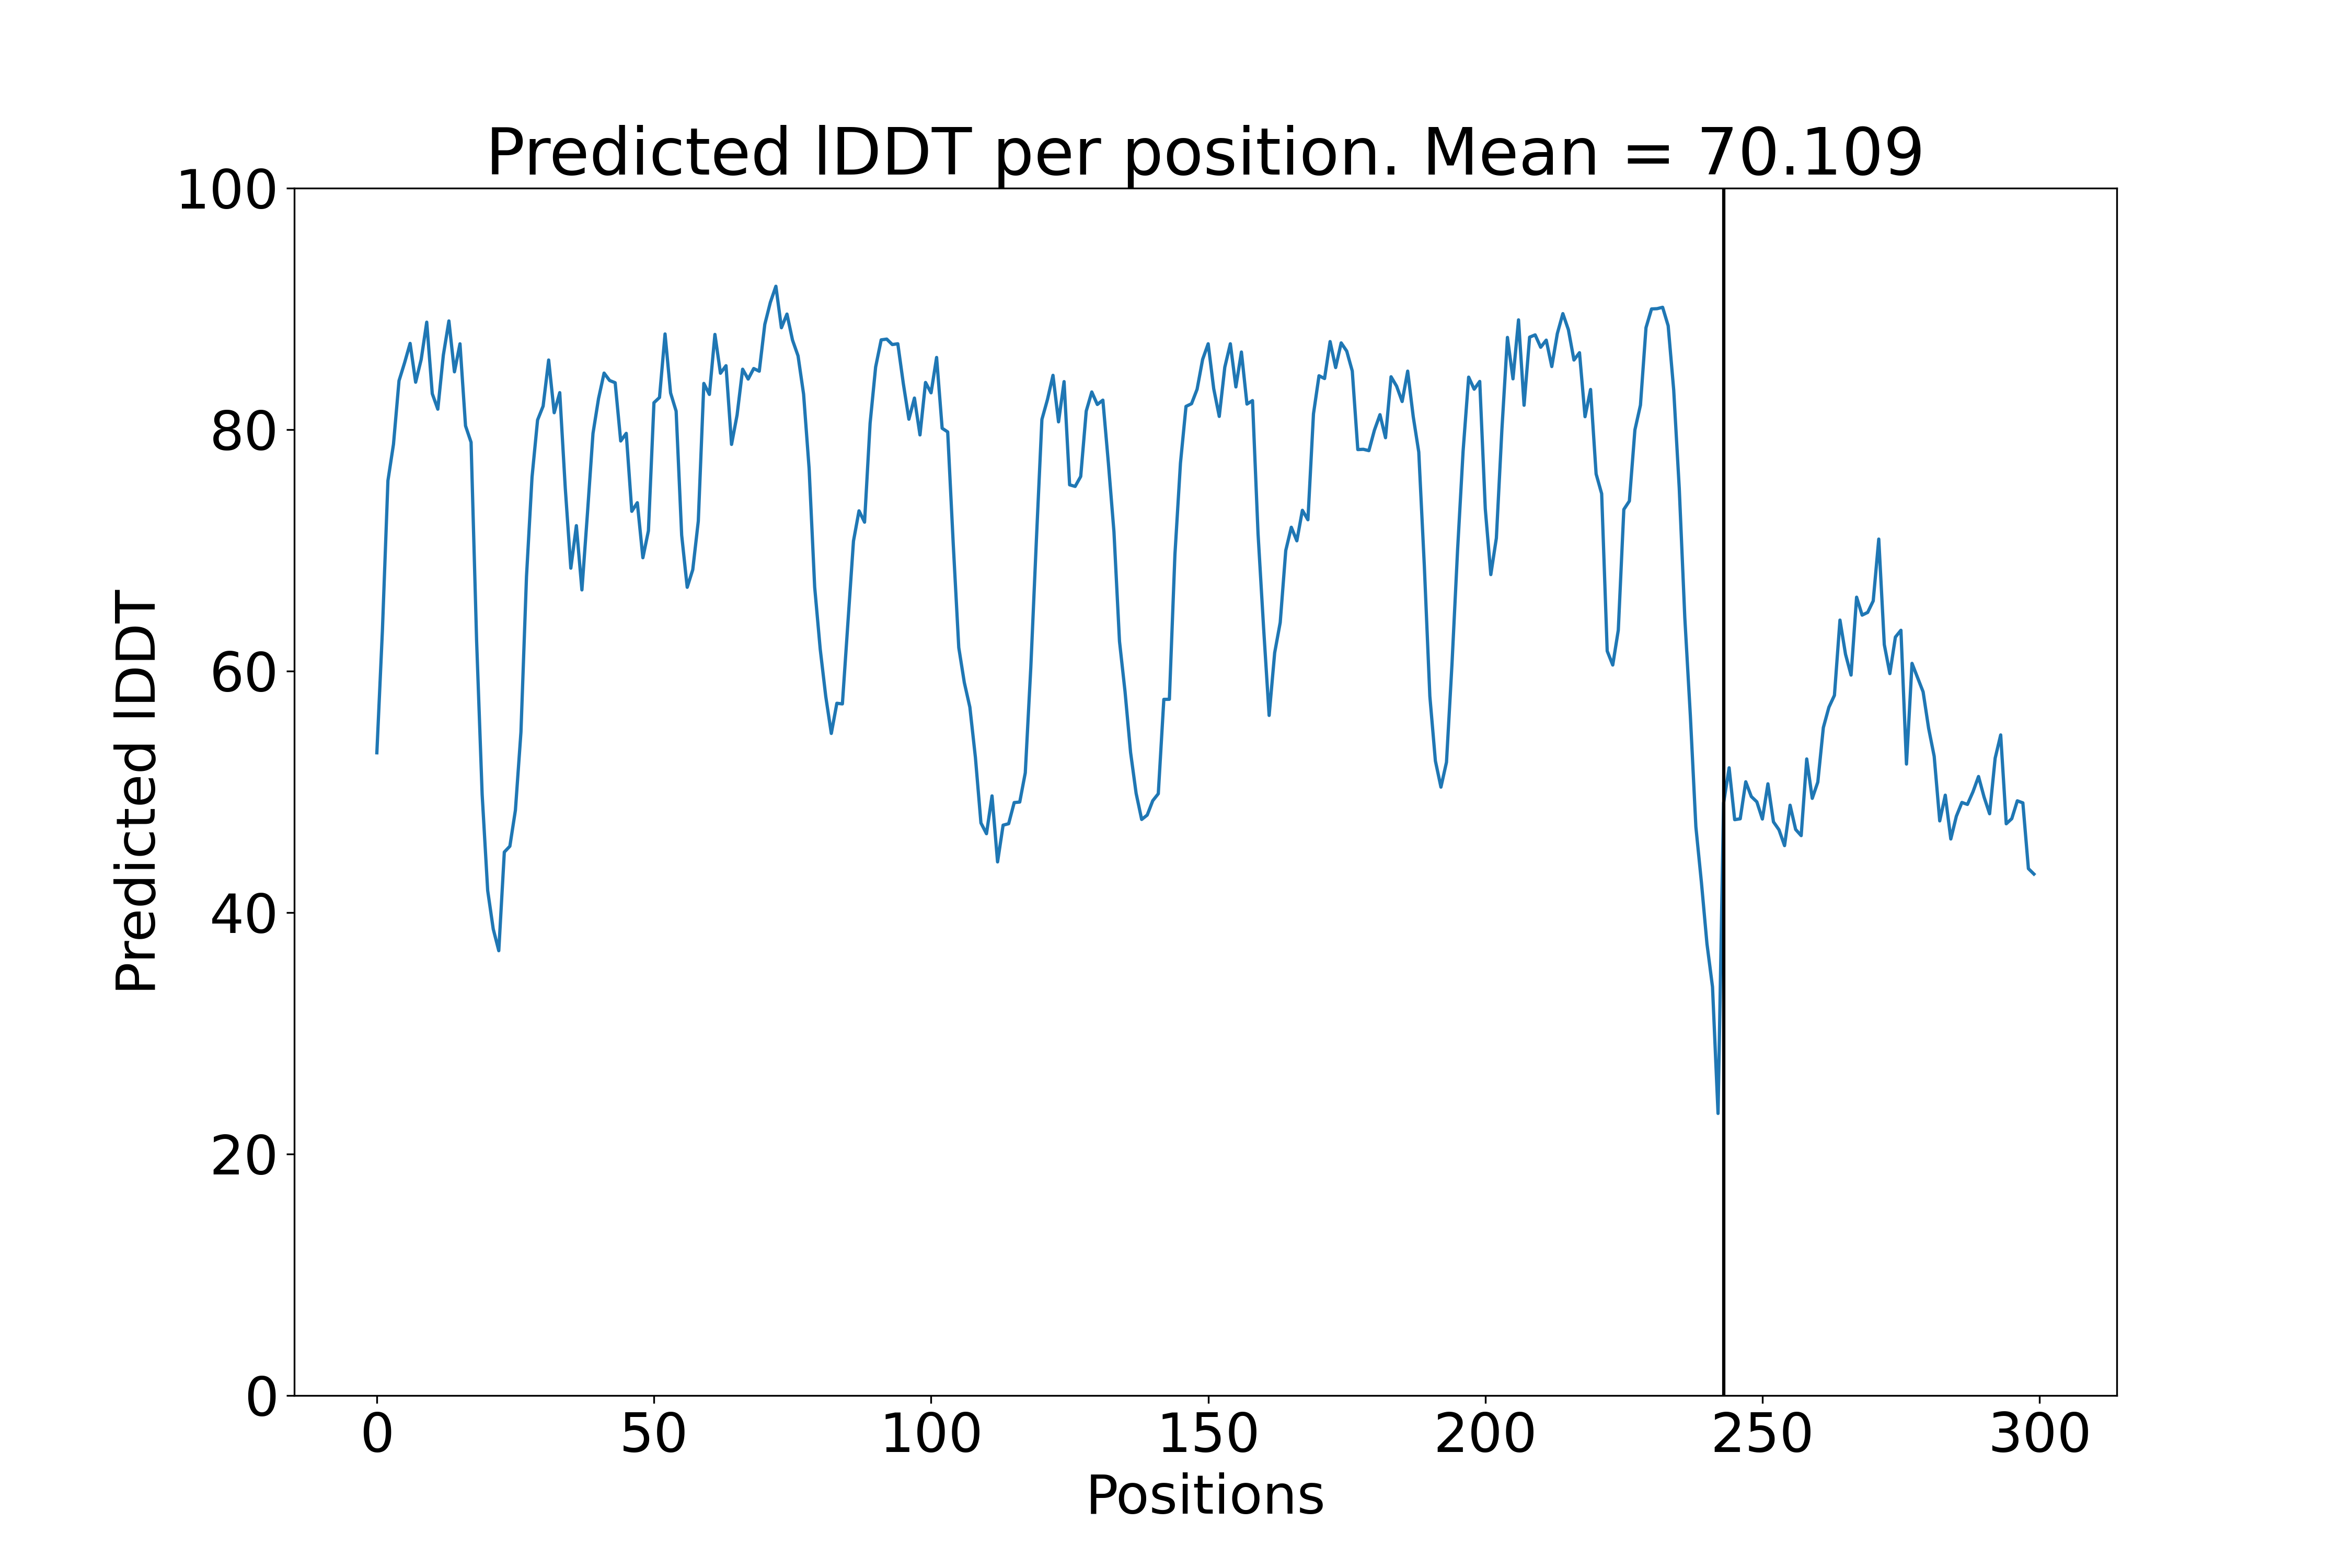 Predicted lDDT per position. Mean = 70.109
100
80
60
40
20
0
Predicted lDDT
0 50 100 150 200 250 300
Positions